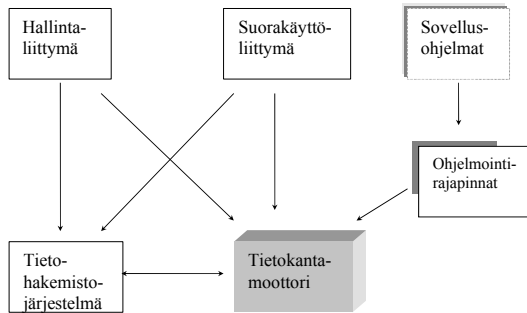 Hallinta-
liittymä
Suorakäyttö-
liittymä
Sovellus-
ohjelmat
Ohjelmointi-
rajapinnat
Tieto-
hakemisto-
järjestelmä
Tietokanta-
moottori